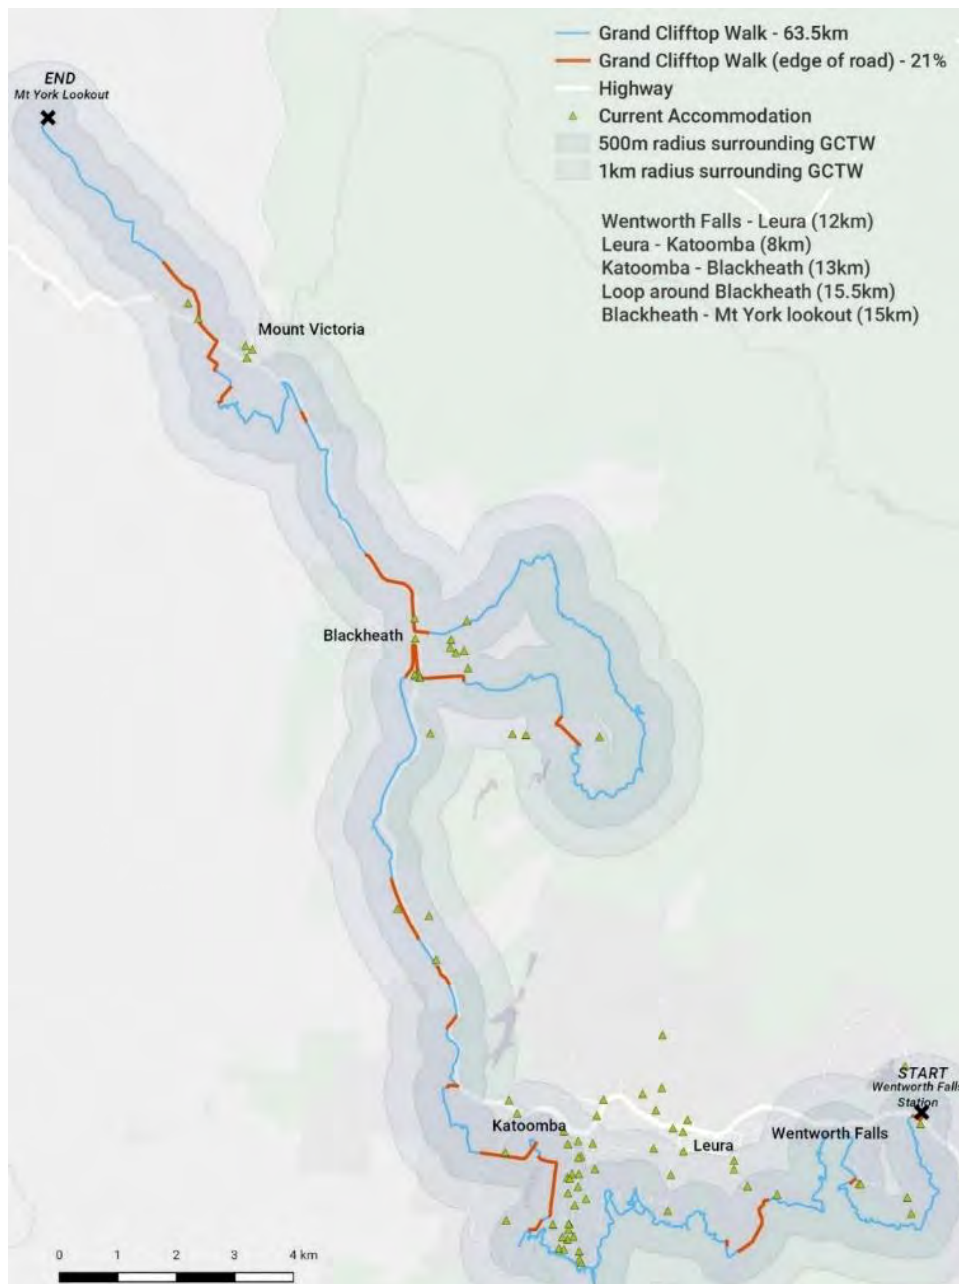 END
Mt York Lookout
Grand Clifftop Walk - 63.5km
Grand Clifftop Walk (edge of road) - 21%
Highway
Current Accommodation
500m radius surrounding GCTW
1km radius surrounding GCTW
Wentworth Falls - Leura (12km)
Leura - Katoomba (8km)
Katoomba - Blackheath (13km)
Loop around Blackheath (15.5km)
Blackheath - Mt York lookout (15km)
Mount Victoria
Blackheath
START
Wentworth Falls
Station
Katoomba
Leura
Wentworth Falls
0 1 2 3 4 km